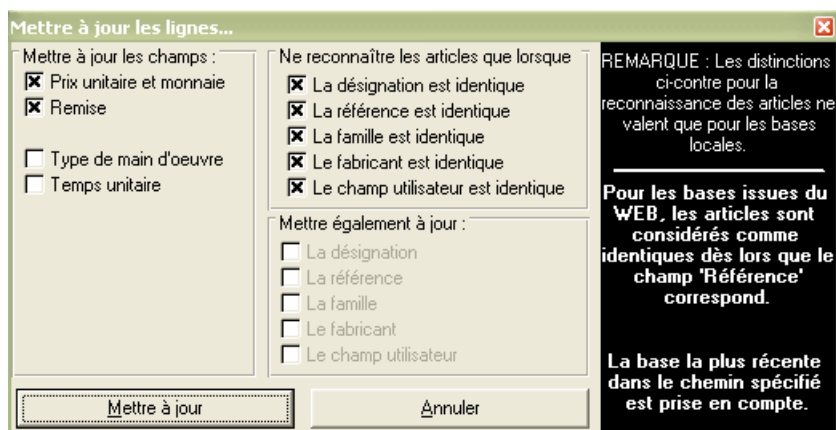 Mettre à jour les lignes...
Mettre à jour les champs :
Prix unitaire et monnaie
Remise
Type de main d'oeuvre
Temps unitaire
Ne reconnaître les articles que lorsque
La désignation est identique
La référence est identique
La famille est identique
Le fabricant est identique
Le champ utilisateur est identique
Mettre également à jour :
La désignation
La référence
La famille
Le fabricant
Le champ utilisateur
REMARQUE : Les distinctions
ci-contre pour la
reconnaissance des articles ne
valent que pour les bases
locales.
Pour les bases issues du
WEB, les articles sont
considérés comme
identiques dès lors que le
champ 'Référence'
correspond.
La base la plus récente
dans le chemin spécifié
est prise en compte.
Mettre à jour
Annuler